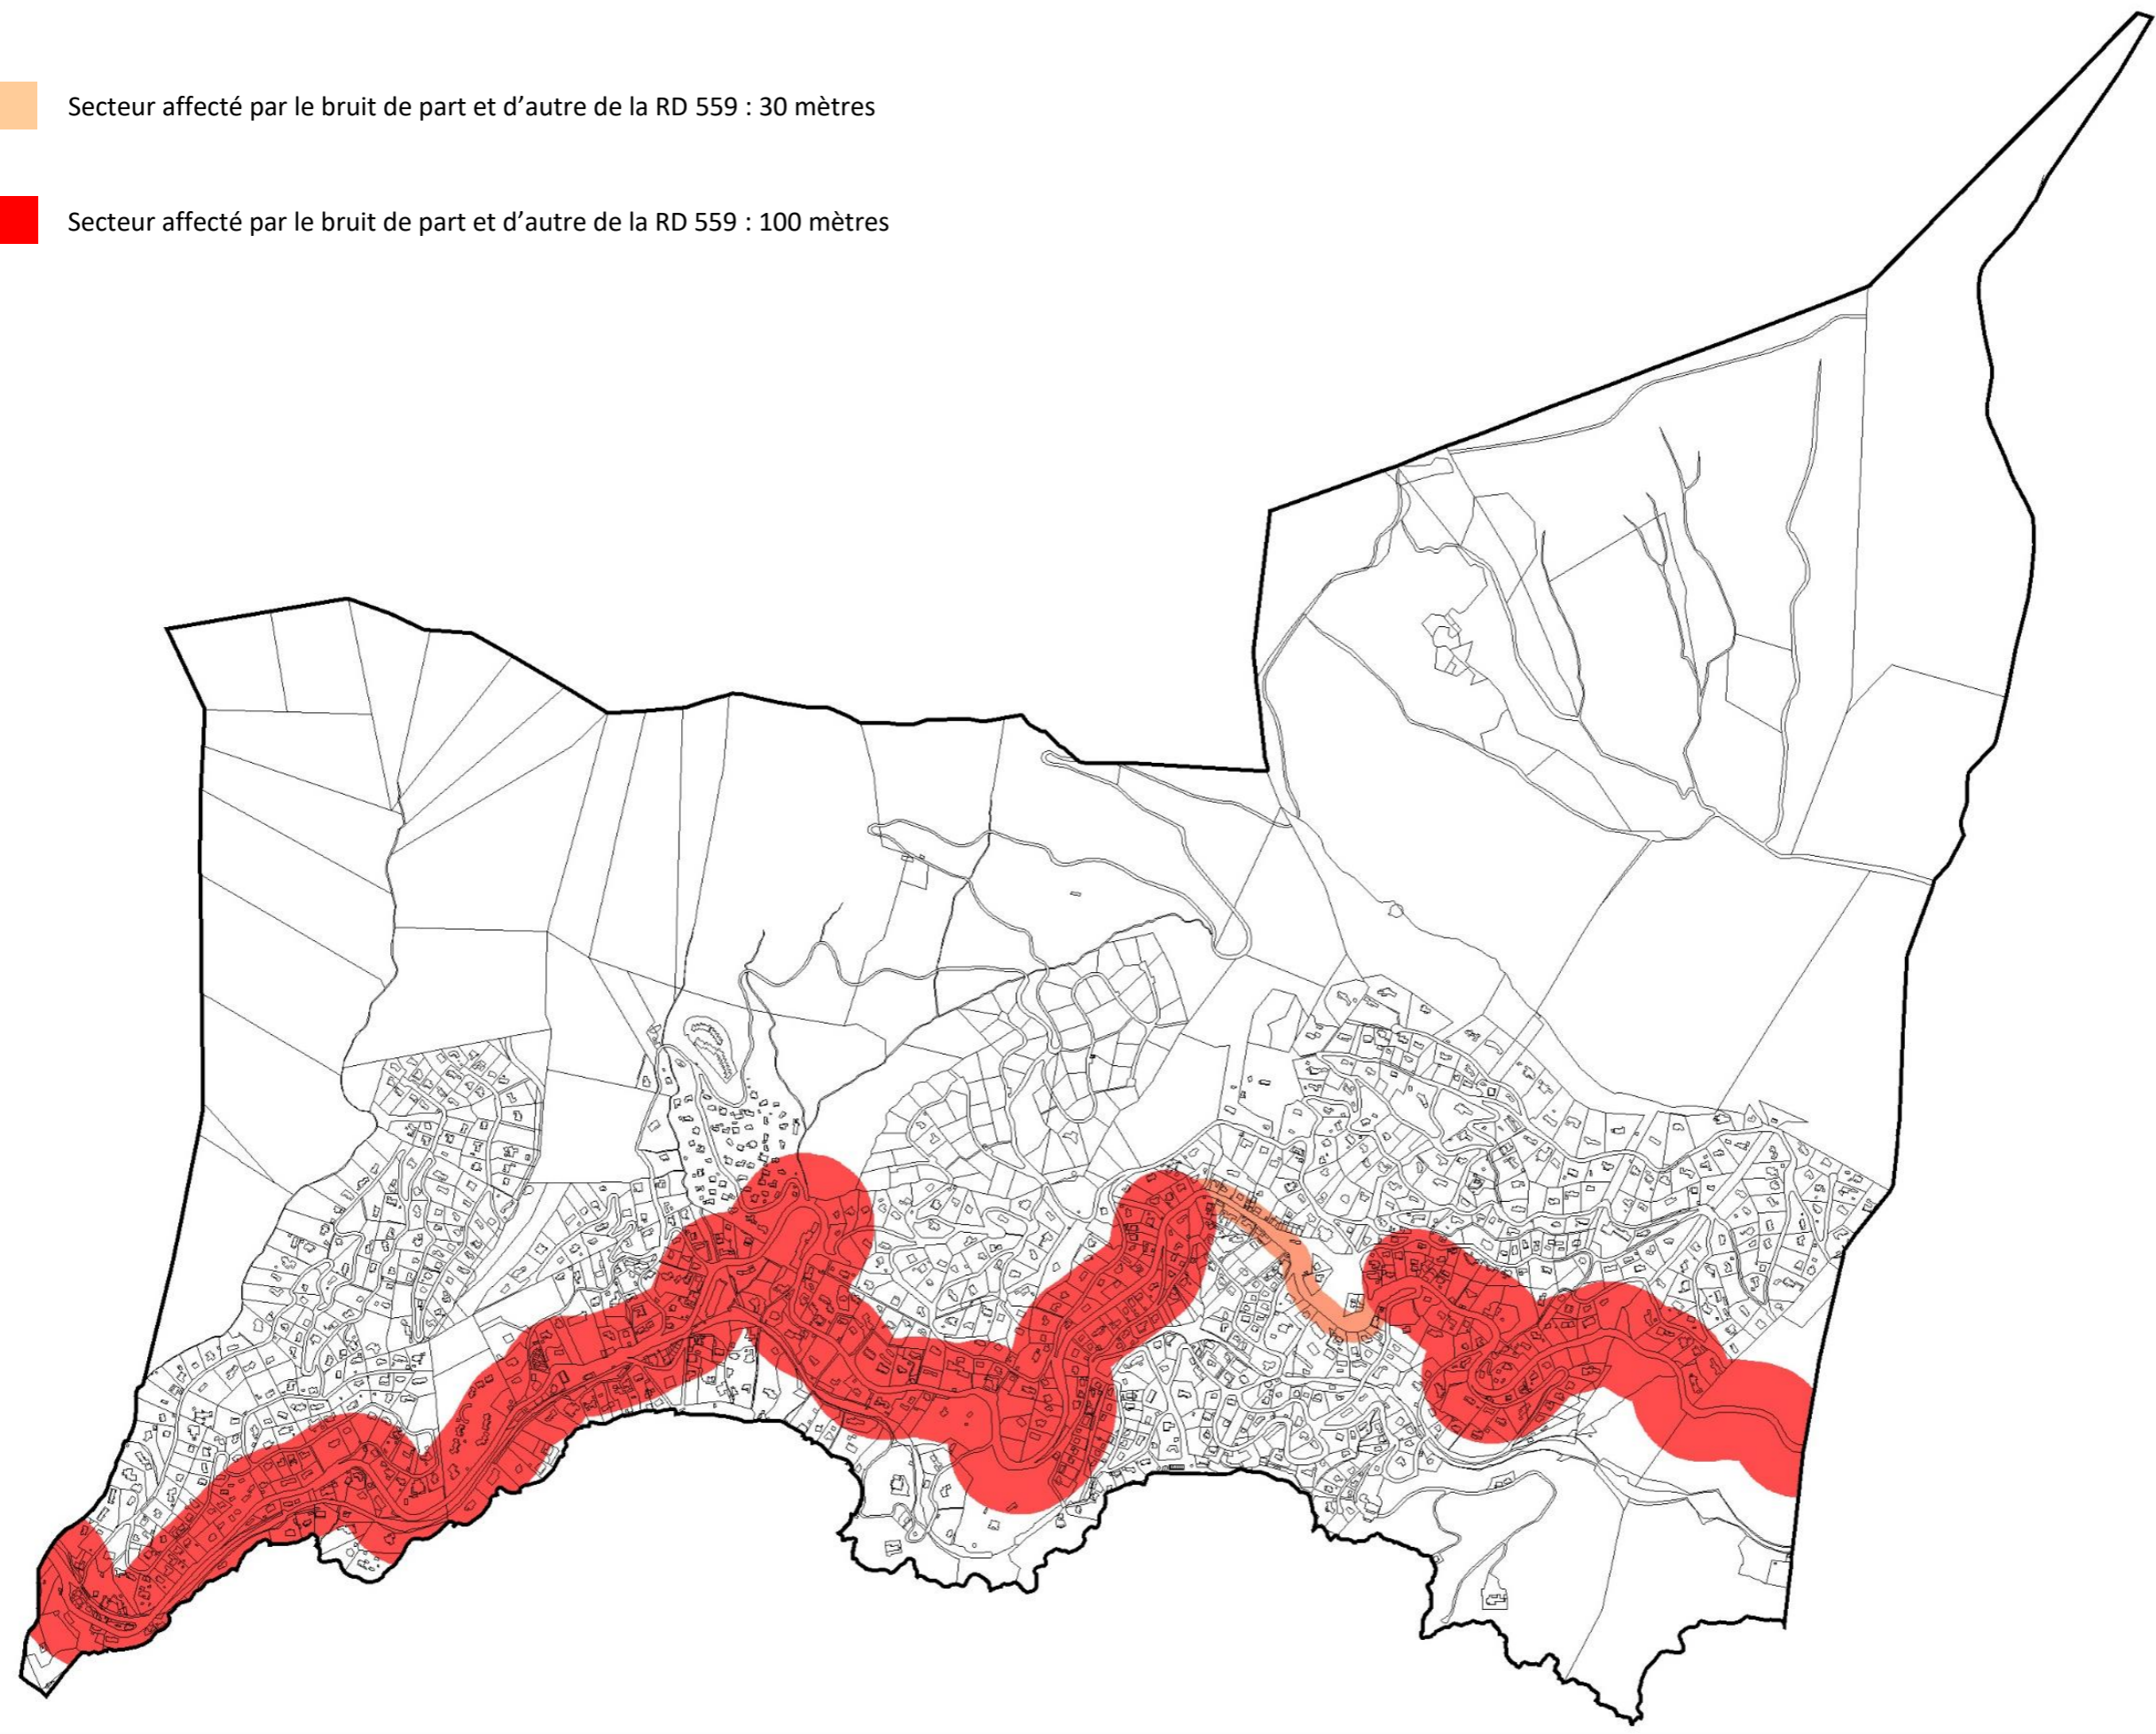 Secteur affecté par le bruit de part et d’autre de la RD 559 : 30 mètres
Secteur affecté par le bruit de part et d’autre de la RD 559 : 100 mètres